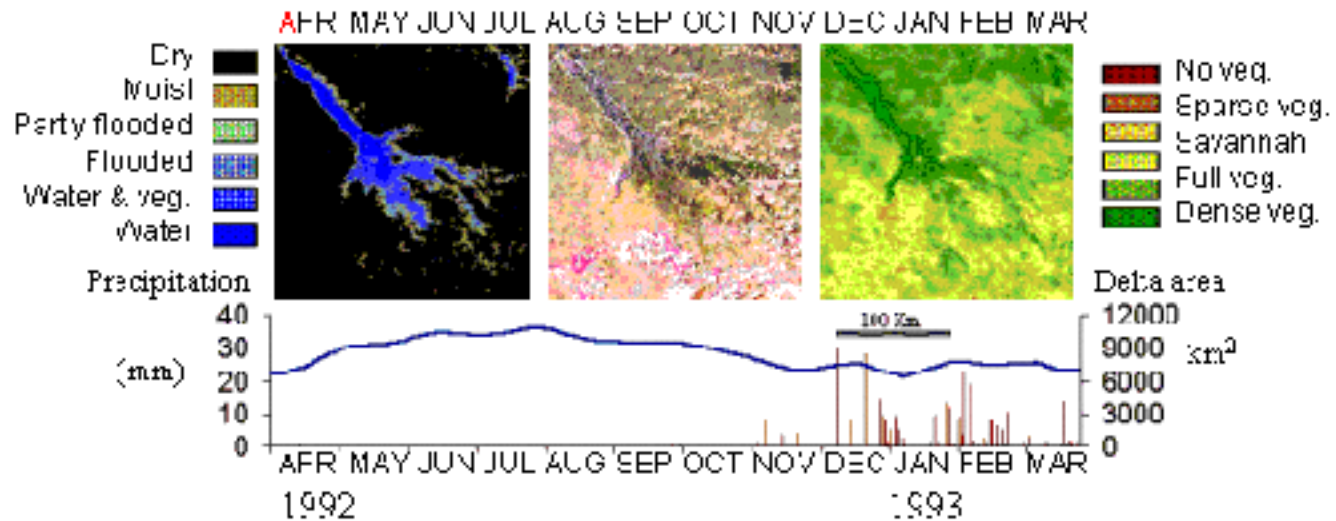 APR MAY JUN JUL AUG SEP OCT NOV DEC JAN FEB MAR
Dry
Moist
Party flooded
Flooded
Water & veg.
Water
No veg.
Sparse veg.
Savannah
Full veg.
Dense veg.
Precipitation
(mm)
Delta area
km²
100 Km
40
30
20
10
0
12000
9000
6000
3000
0
APR MAY JUN JUL AUG SEP OCT NOV DEC JAN FEB MAR
1992 1993